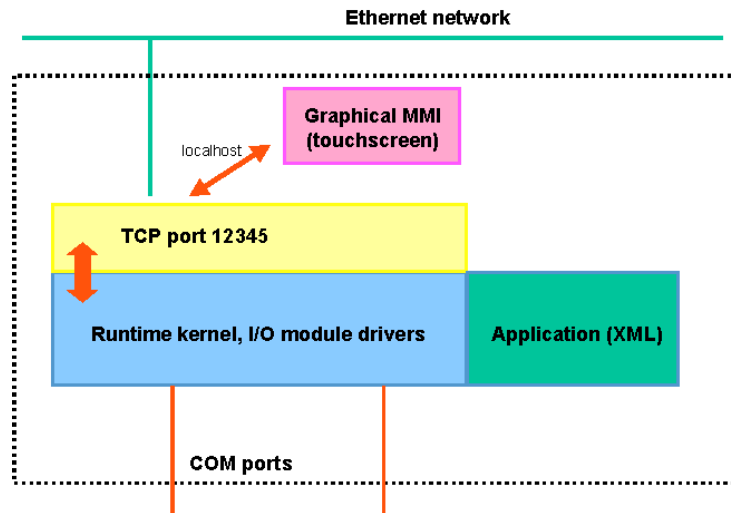 Ethernet network
Graphical MMI
(touchscreen)
localhost
TCP port 12345
Runtime kernel, I/O module drivers
Application (XML)
COM ports